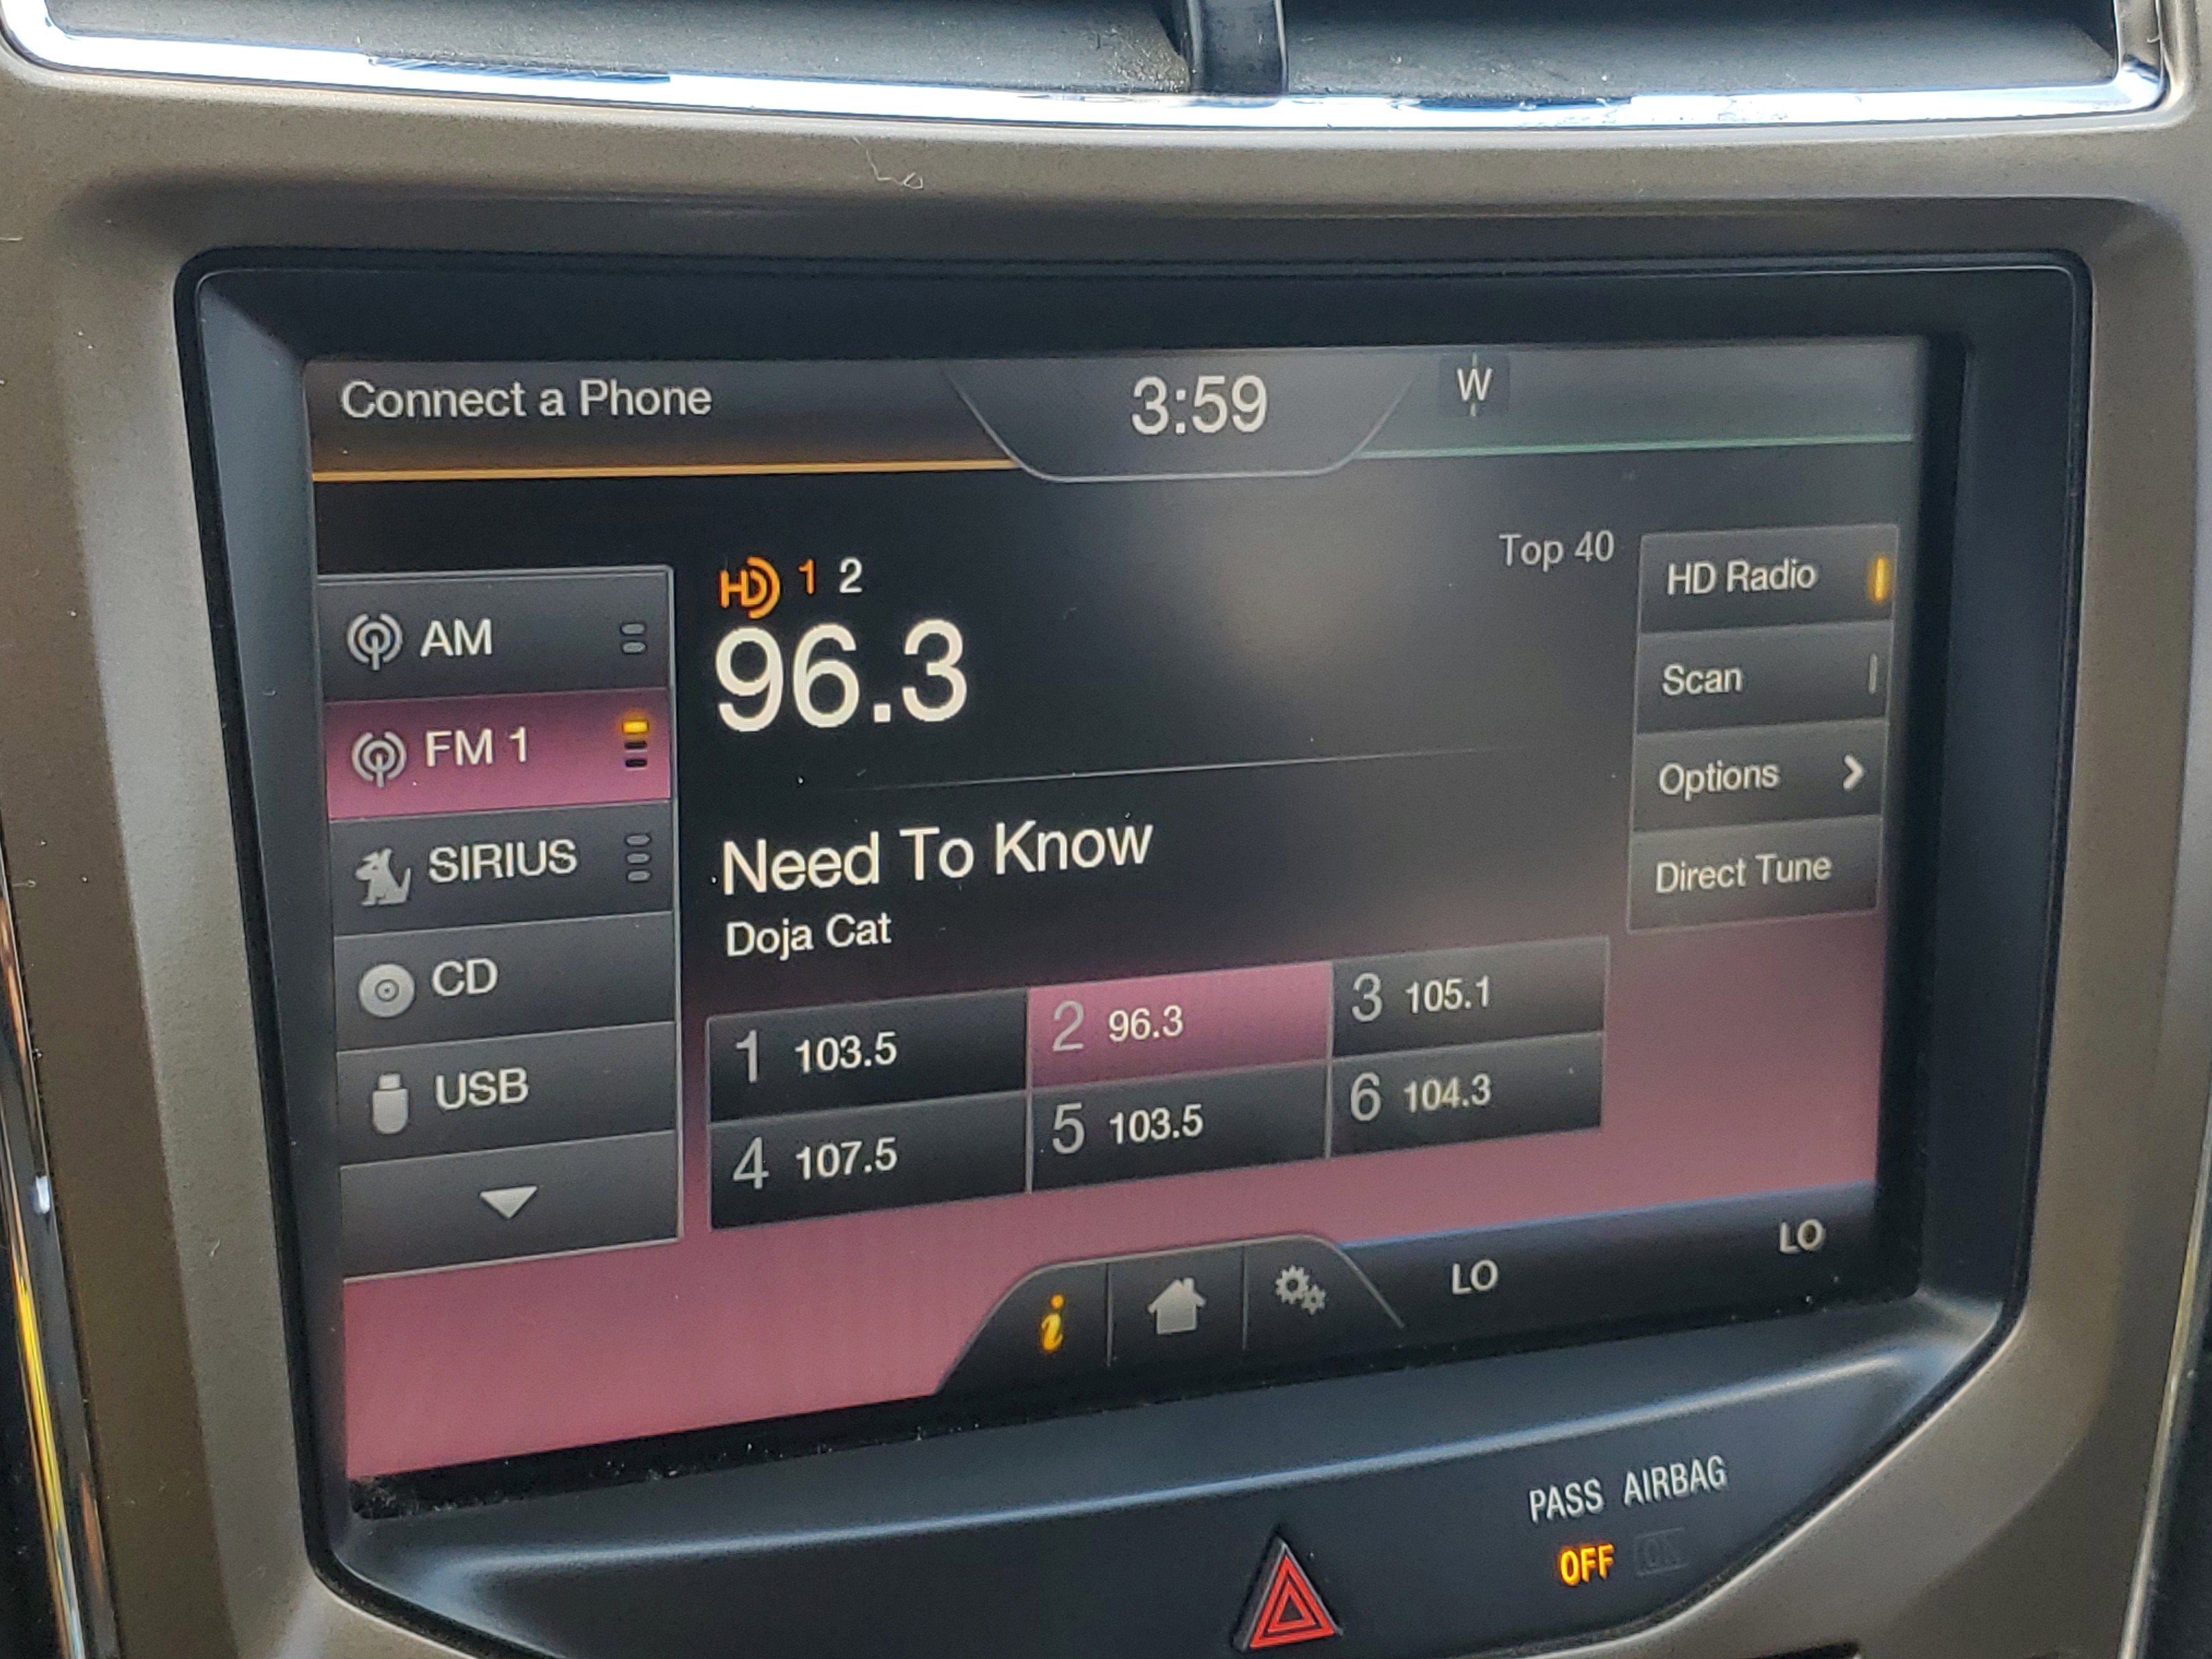 Connect a Phone
3:59
W
HD 1 2
Top 40
96.3
AM
FM 1
SIRIUS
CD
USB
Need To Know
Doja Cat
HD Radio
Scan
Options
Direct Tune
1 103.5
2 96.3
3 105.1
4 107.5
5 103.5
6 104.3
i
LO
LO
PASS AIRBAG
OFF